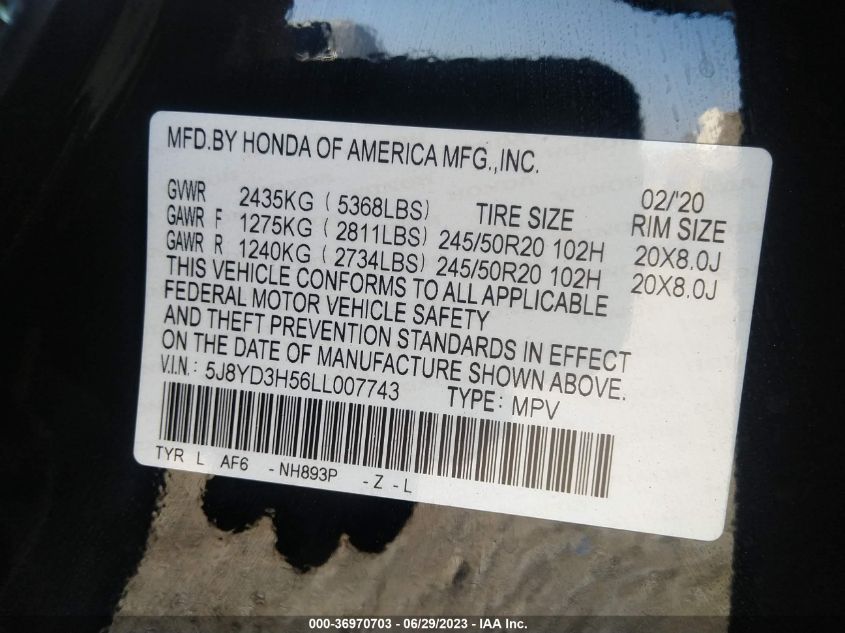 MFD.BY HONDA OF AMERICA MFG.,INC.
02/'20
GVWR 2435KG ( 5368LBS) TIRE SIZE RIM SIZE
GAWR F 1275KG ( 2811LBS) 245/50R20 102H 20X8.0J
GAWR R 1240KG ( 2734LBS) 245/50R20 102H 20X8.0J
THIS VEHICLE CONFORMS TO ALL APPLICABLE
FEDERAL MOTOR VEHICLE SAFETY
AND THEFT PREVENTION STANDARDS IN EFFECT
ON THE DATE OF MANUFACTURE SHOWN ABOVE.
V.I.N.: 5J8YD3H56LL007743 TYPE: MPV
TYR L AF6 - NH893P - Z - L
000-36970703 - 06/29/2023 - IAA Inc.